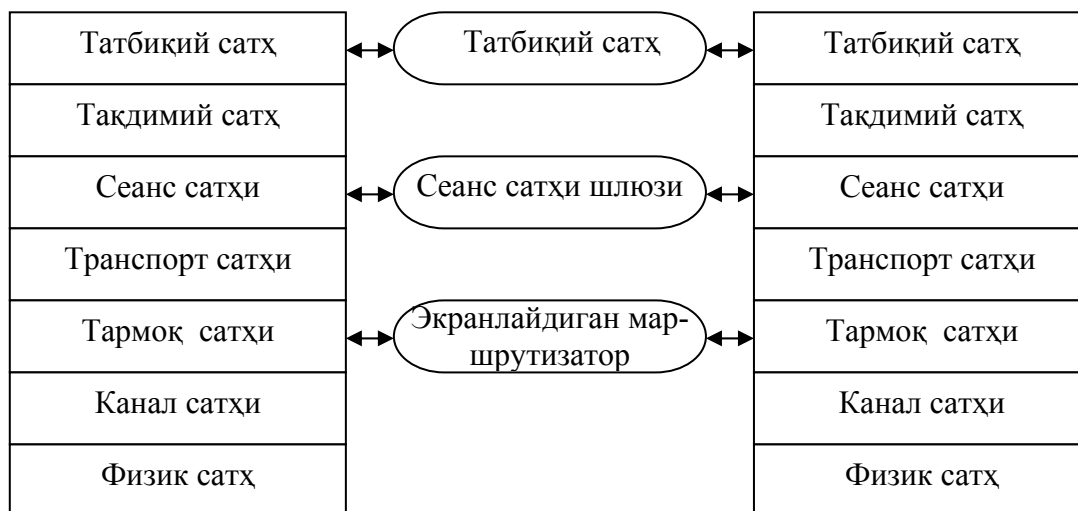 Татбиқий сатҳ Татбиқий сатҳ Татбиқий сатҳ
Тақдимий сатҳ Тақдимий сатҳ
Сеанс сатҳи Сеанс сатҳи шлюзи Сеанс сатҳи
Транспорт сатҳи Транспорт сатҳи
Тармоқ сатҳи Экранлайдиган мар-
шрутизатор Тармоқ сатҳи
Канал сатҳи Канал сатҳи
Физик сатҳ Физик сатҳ